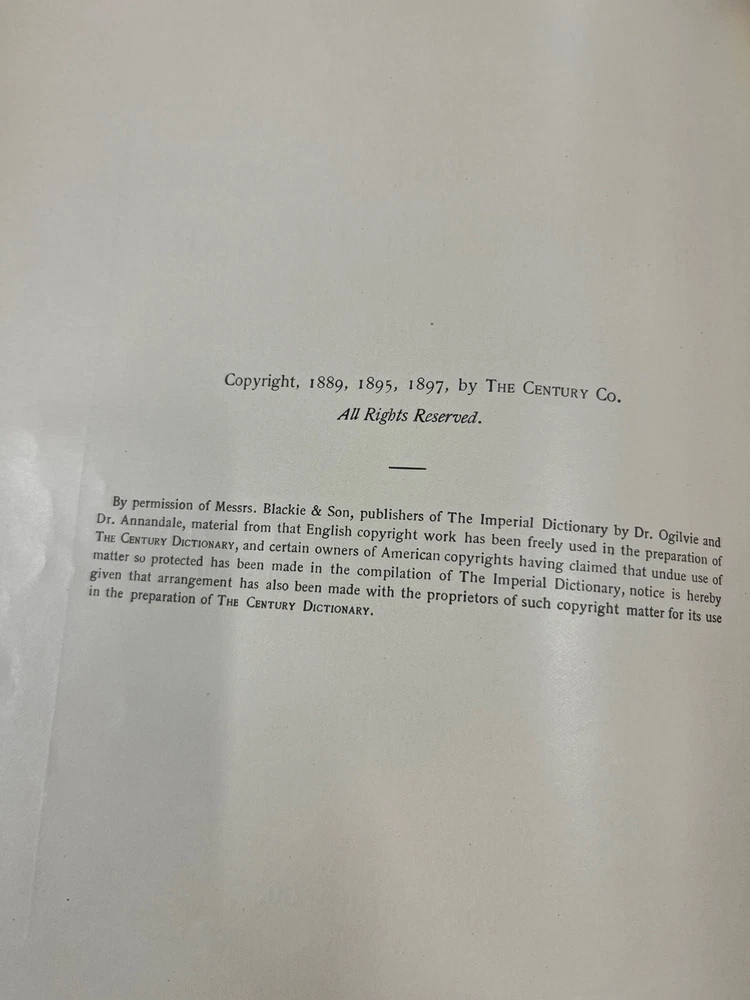 Copyright, 1889, 1895, 1897, by THE CENTURY CO.
All Rights Reserved.
By permission of Messrs. Blackie & Son, publishers of The Imperial Dictionary by Dr. Ogilvie and
Dr. Annandale, material from that English copyright work has been freely used in the preparation of
THE CENTURY DICTIONARY, and certain owners of American copyrights having claimed that undue use of
matter so protected has been made in the compilation of The Imperial Dictionary, notice is hereby
given that arrangement has also been made with the proprietors of such copyright matter for its use
in the preparation of THE CENTURY DICTIONARY.